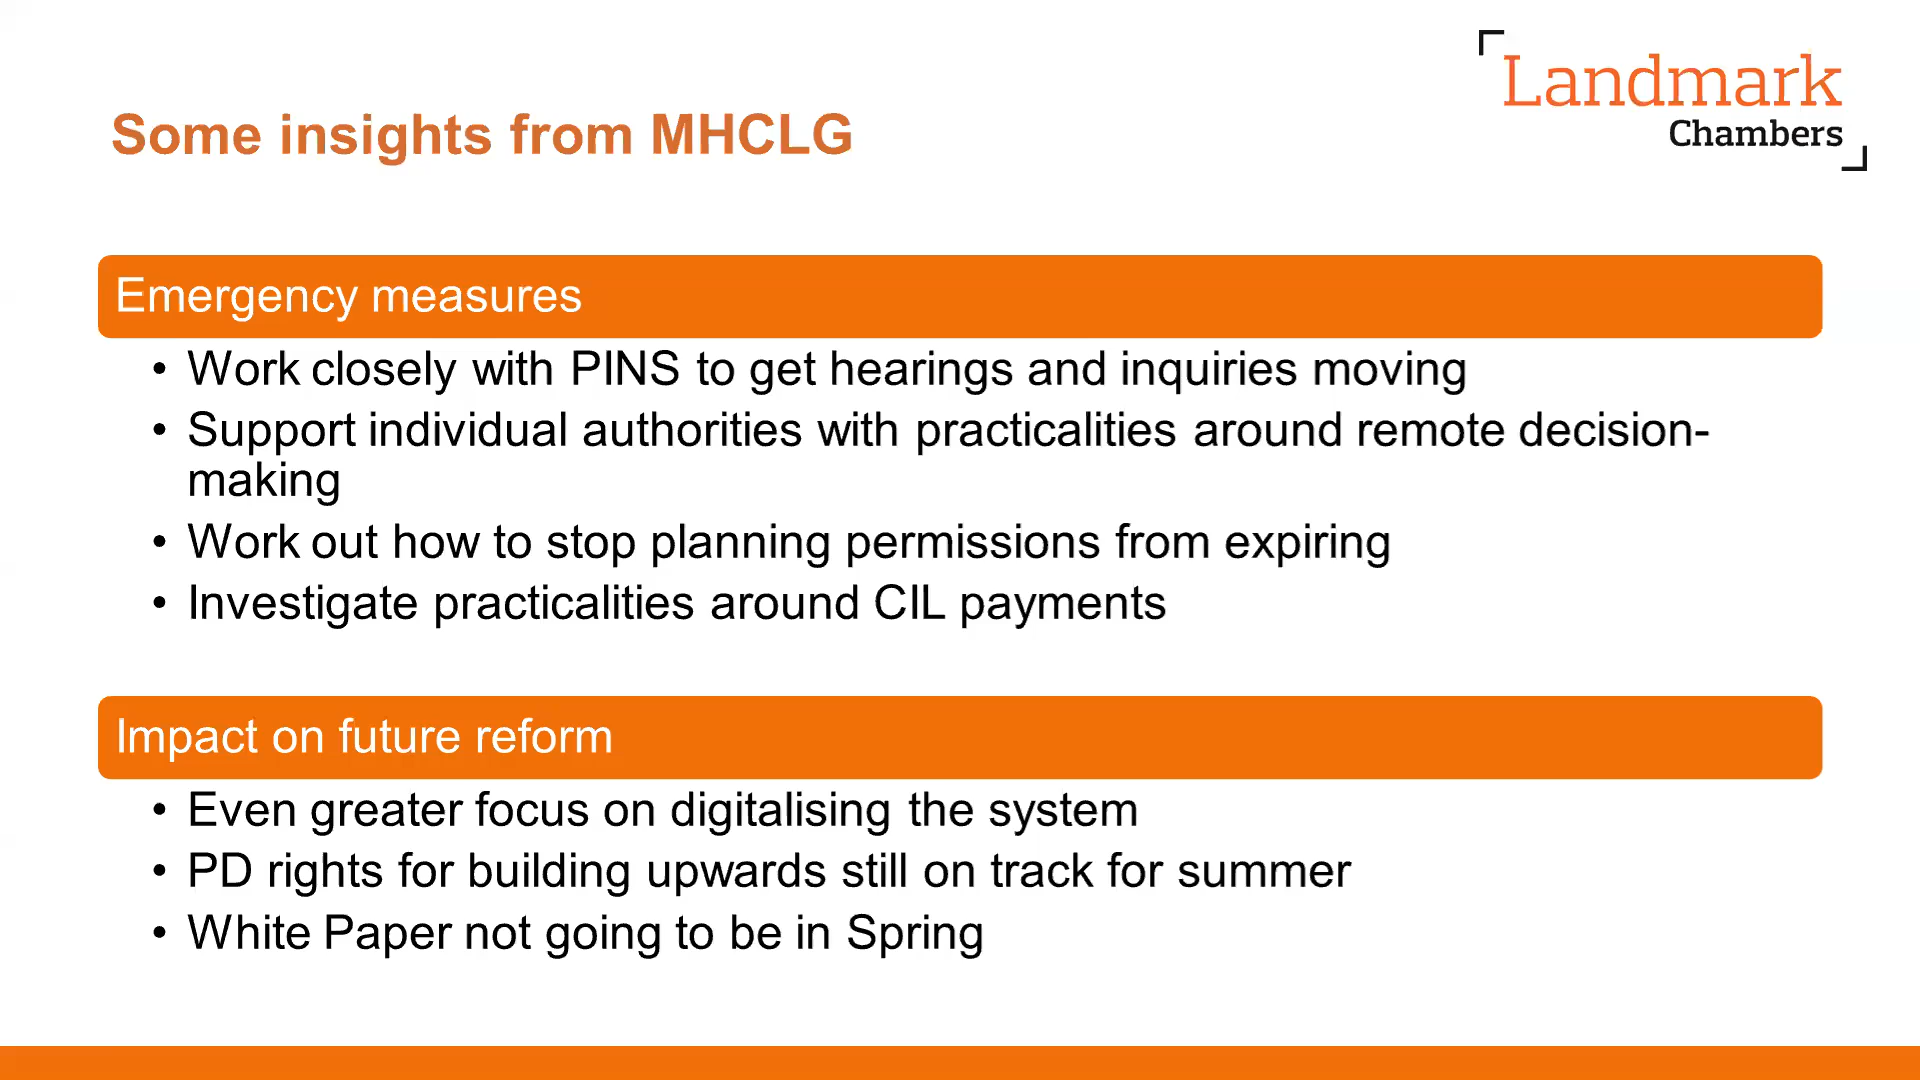 Landmark
Chambers
Some insights from MHCLG
Emergency measures
• Work closely with PINS to get hearings and inquiries moving
• Support individual authorities with practicalities around remote decision-
making
• Work out how to stop planning permissions from expiring
• Investigate practicalities around CIL payments
Impact on future reform
• Even greater focus on digitalising the system
• PD rights for building upwards still on track for summer
• White Paper not going to be in Spring